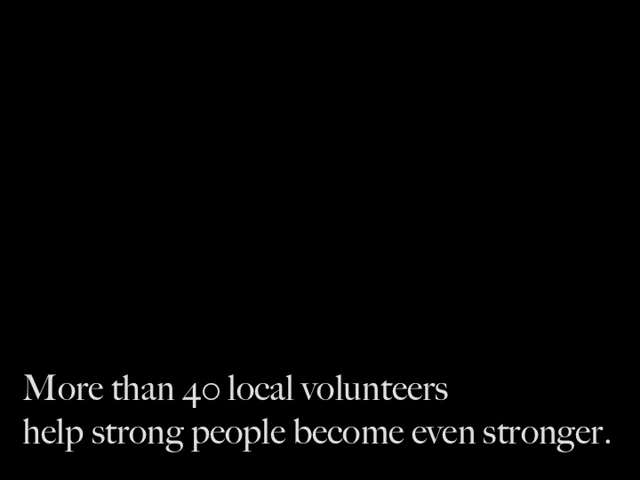 More than 40 local volunteers
help strong people become even stronger.